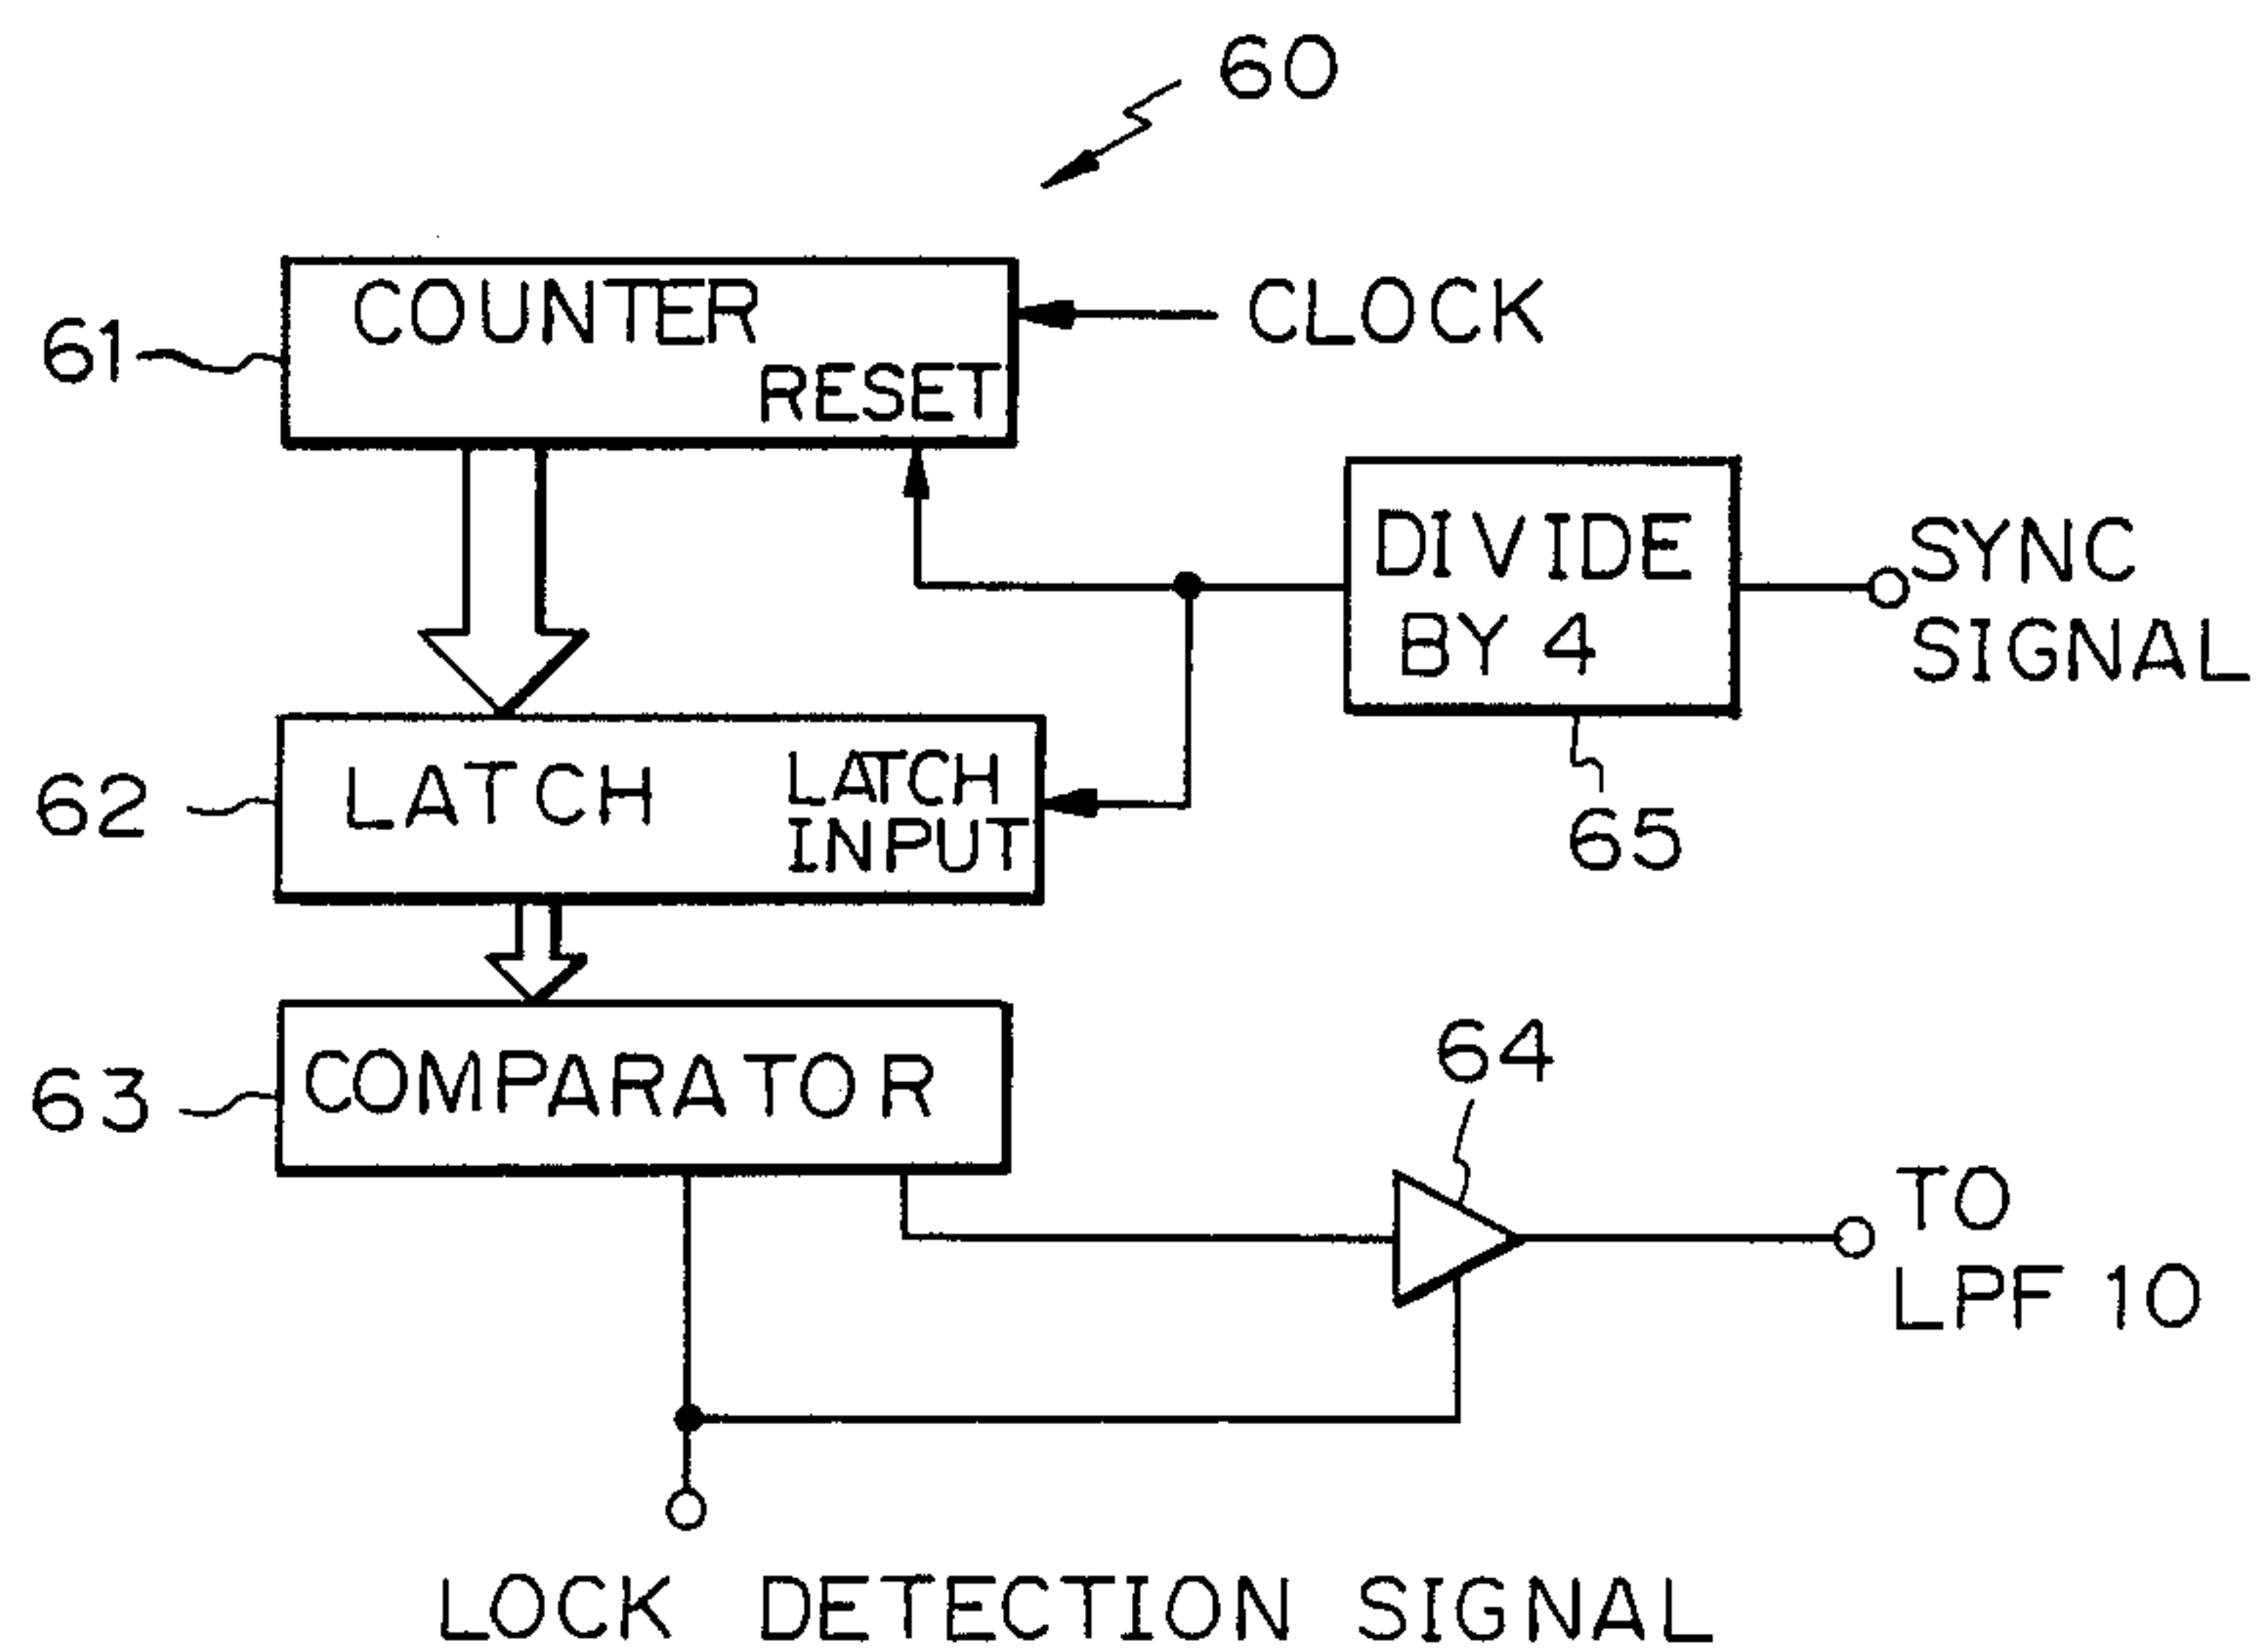 60
COUNTER
RESET
CLOCK
61
DIVIDE
BY 4
SYNC
SIGNAL
65
LATCH
LATCH
INPUT
62
COMPARATOR
63
64
TO
LPF 10
LOCK DETECTION SIGNAL